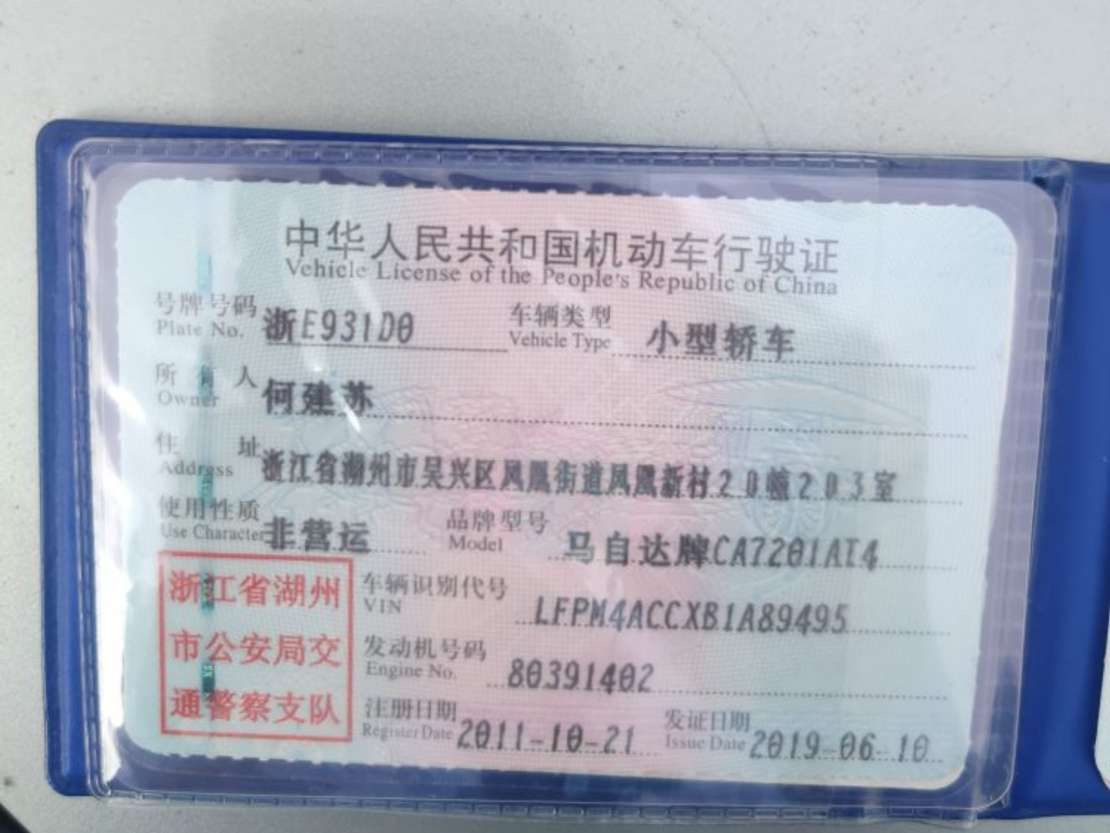 中华人民共和国机动车行驶证
Vehicle License of the People's Republic of China
号牌号码 浙E931D0 车辆类型 小型轿车
Plate No. Vehicle Type
所有人 何建苏
Owner
住址 浙江省湖州市吴兴区凤凰街道凤凰新村20幢203室
Address
使用性质 非营运 品牌型号 马自达牌CA7201AT4
Use Character Model
浙江省湖州
市公安局交
通警察支队
车辆识别代号 LFPM4ACCXB1A89495
VIN
发动机号码 80391402
Engine No.
注册日期 2011-10-21 发证日期 2019-06-10
Register Date Issue Date